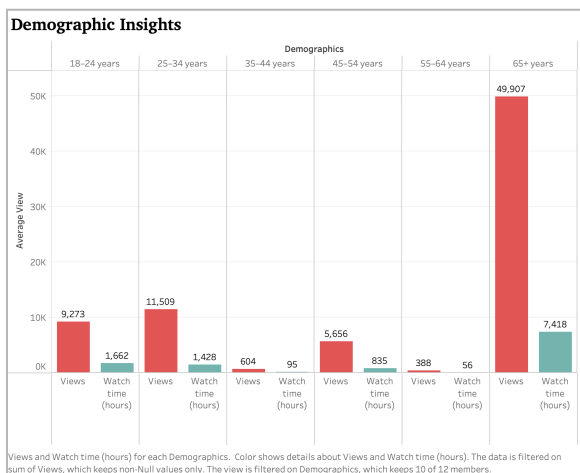 Demographic Insights
Demographics
18–24 years 25–34 years 35–44 years 45–54 years 55–64 years 65+ years
50K
40K
30K
20K
10K
0K
Average View
9,273
1,662
11,509
1,428
604
95
5,656
835
388
56
49,907
7,418
Views Watch time (hours) Views Watch time (hours) Views Watch time (hours) Views Watch time (hours) Views Watch time (hours) Views Watch time (hours)
Views and Watch time (hours) for each Demographics. Color shows details about Views and Watch time (hours). The data is filtered on
sum of Views, which keeps non-Null values only. The view is filtered on Demographics, which keeps 10 of 12 members.